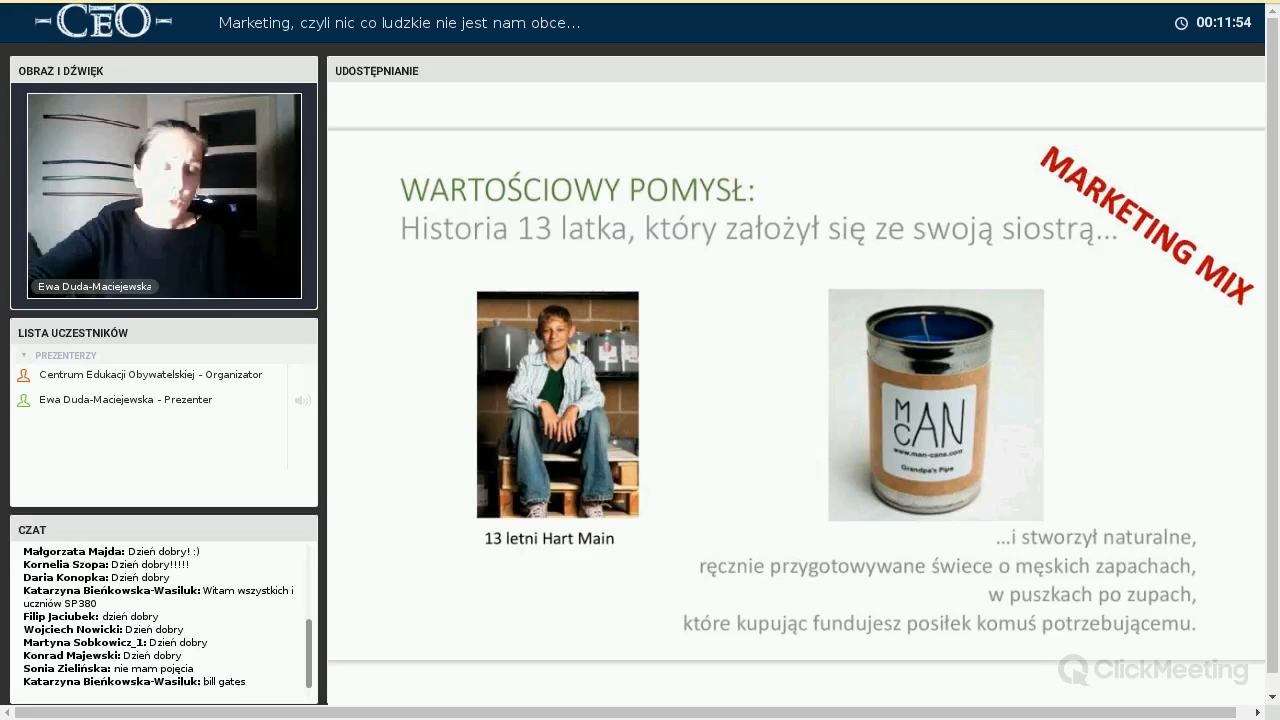 CEO
Marketing, czyli nic co ludzkie nie jest nam obce...
00:11:54
OBRAZ I DŹWIĘK
Ewa Duda-Maciejewska
LISTA UCZESTNIKÓW
PREZENTERZY
Centrum Edukacji Obywatelskiej - Organizator
Ewa Duda-Maciejewska - Prezenter
CZAT
Małgorzata Majda: Dzień dobry! :)
Kornelia Szopa: Dzień dobry!!!!!
Daria Konopka: Dzień dobry
Katarzyna Bieńkowska-Wasiluk: Witam wszystkich i
uczniów SP380
Filip Jaciubek: dzień dobry
Wojciech Nowicki: Dzień dobry
Martyna Sobkowicz_1: Dzień dobry
Konrad Majewski: Dzień dobry
Sonia Zielińska: nie mam pojęcia
Katarzyna Bieńkowska-Wasiluk: bill gates
UDOSTĘPNIANIE
WARTOŚCIOWY POMYSŁ:
Historia 13 latka, który założył się ze swoją siostrą...
MARKETING MIX
MAN
CAN
www.man-cans.com
Grandpa's Pipe
13 letni Hart Main
...i stworzył naturalne,
ręcznie przygotowywane świece o męskich zapachach,
w puszkach po zupach,
które kupując fundujesz posiłek komuś potrzebującemu.
ClickMeeting